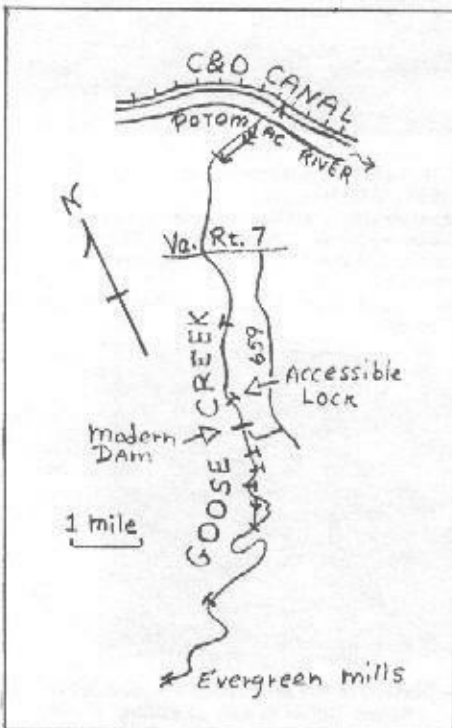 C&O CANAL
POTOMAC RIVER
N
Va. Rt. 7
GOOSE CREEK
659
Accessible
Lock
Modern
DAM
1 mile
Evergreen mills